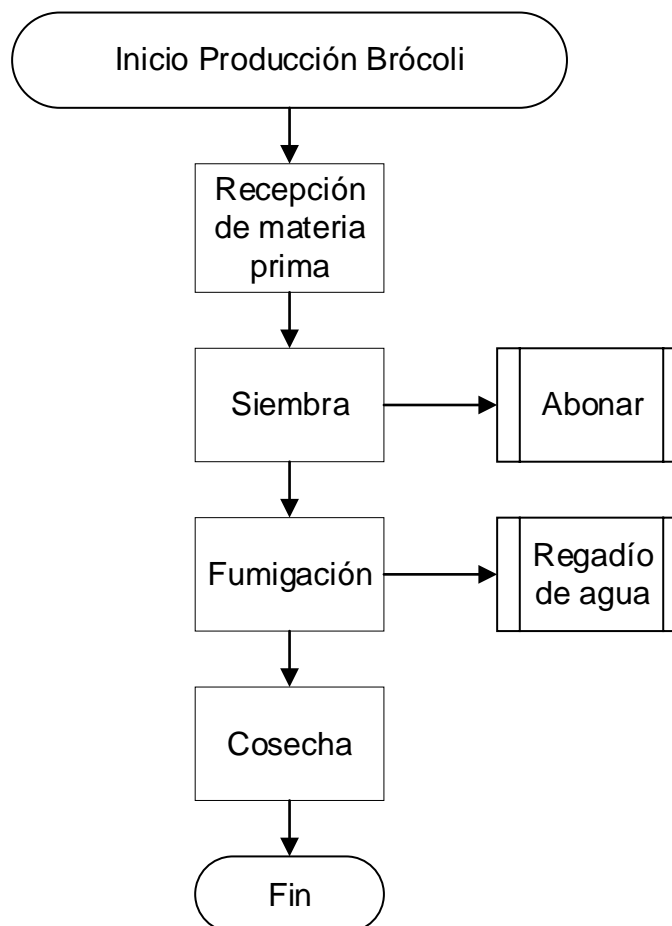 Inicio Producción Brócoli
Recepción
de materia
prima
Siembra
Abonar
Fumigación
Regadío
de agua
Cosecha
Fin